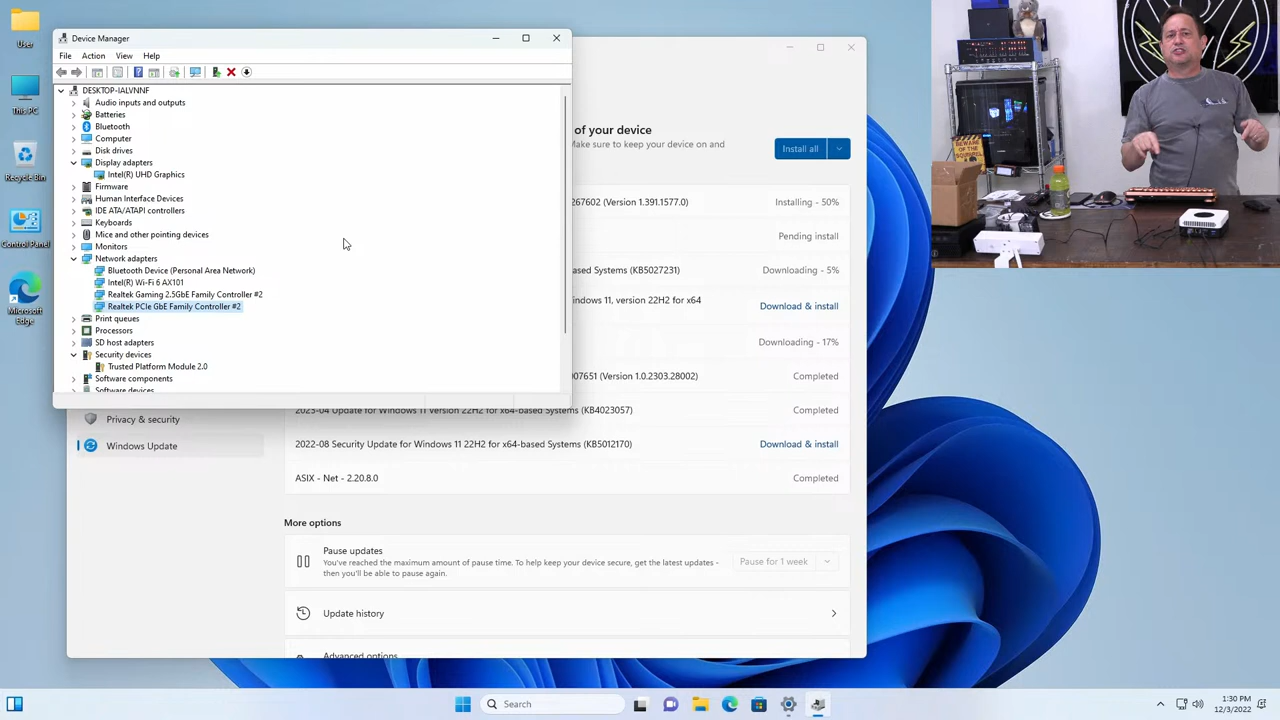 User
This PC
Recycle Bin
Control Panel
Microsoft
Edge
Device Manager
File Action View Help
DESKTOP-IALVNNF
Audio inputs and outputs
Batteries
Bluetooth
Computer
Disk drives
Display adapters
Intel(R) UHD Graphics
Firmware
Human Interface Devices
IDE ATA/ATAPI controllers
Keyboards
Mice and other pointing devices
Monitors
Network adapters
Bluetooth Device (Personal Area Network)
Intel(R) Wi-Fi 6 AX101
Realtek Gaming 2.5GbE Family Controller #2
Realtek PCIe GbE Family Controller #2
Print queues
Processors
SD host adapters
Security devices
Trusted Platform Module 2.0
Software components
Software devices
of your device
Make sure to keep your device on and
Install all
267602 (Version 1.391.1577.0) Installing - 50%
Pending install
ased Systems (KB5027231) Downloading - 5%
indows 11, version 22H2 for x64 Download & install
Downloading - 17%
007651 (Version 1.0.2303.28002) Completed
2023-04 Update for Windows 11 Version 22H2 for x64-based Systems (KB4023057) Completed
2022-08 Security Update for Windows 11 22H2 for x64-based Systems (KB5012170) Download & install
ASIX - Net - 2.20.8.0 Completed
Privacy & security
Windows Update
More options
Pause updates
You've reached the maximum amount of pause time. To help keep your device secure, get the latest updates -
then you'll be able to pause again.
Pause for 1 week
Update history
Advanced options
BEWARE
OF THE
SQUIRREL
Search
1:30 PM
12/3/2022